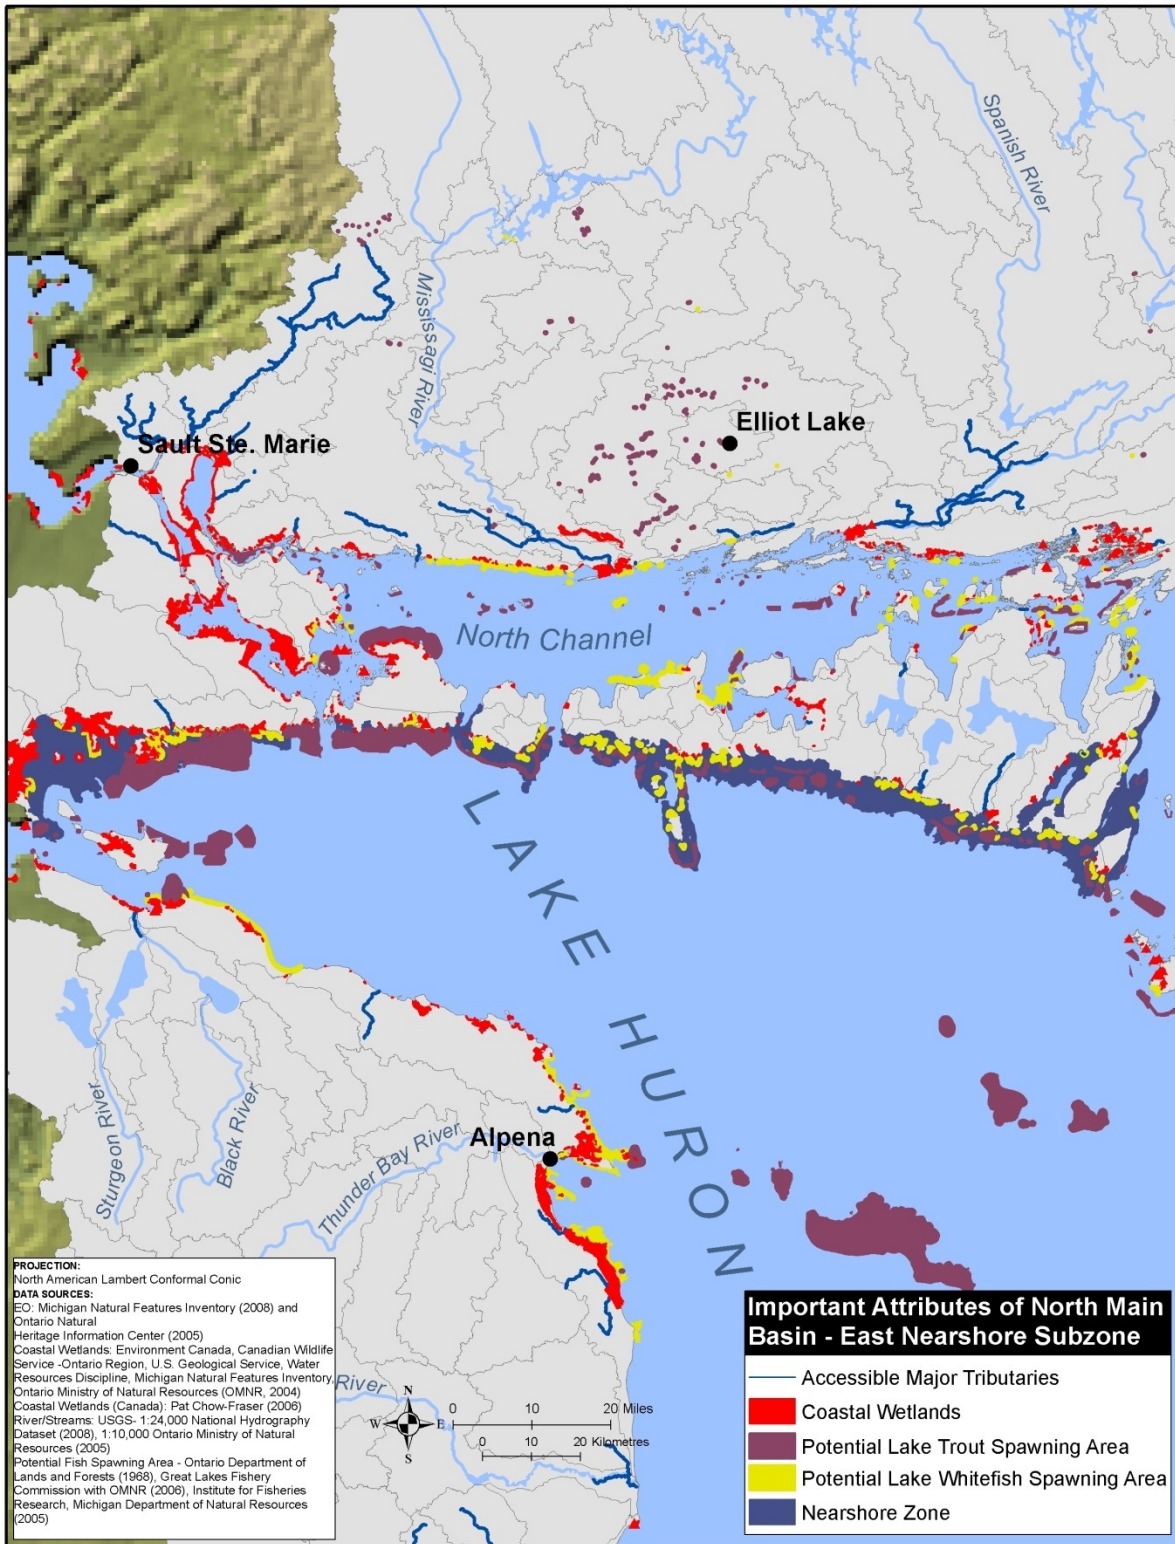 Spanish River
Mississagi River
Elliot Lake
Sault Ste. Marie
North Channel
LAKE HURON
Alpena
Thunder Bay River
Black River
Sturgeon River
River
PROJECTION:
North American Lambert Conformal Conic
DATA SOURCES:
EO: Michigan Natural Features Inventory (2008) and
Ontario Natural
Heritage Information Center (2005)
Coastal Wetlands: Environment Canada, Canadian Wildlife
Service -Ontario Region, U.S. Geological Service, Water
Resources Discipline, Michigan Natural Features Inventory,
Ontario Ministry of Natural Resources (OMNR, 2004)
Coastal Wetlands (Canada): Pat Chow-Fraser (2006)
River/Streams: USGS- 1:24,000 National Hydrography
Dataset (2008), 1:10,000 Ontario Ministry of Natural
Resources (2005)
Potential Fish Spawning Area - Ontario Department of
Lands and Forests (1968), Great Lakes Fishery
Commission with OMNR (2006), Institute for Fisheries
Research, Michigan Department of Natural Resources
(2005)
N
W E
S
0 10 20 Miles
0 10 20 Kilometres
Important Attributes of North Main
Basin - East Nearshore Subzone
Accessible Major Tributaries
Coastal Wetlands
Potential Lake Trout Spawning Area
Potential Lake Whitefish Spawning Area
Nearshore Zone